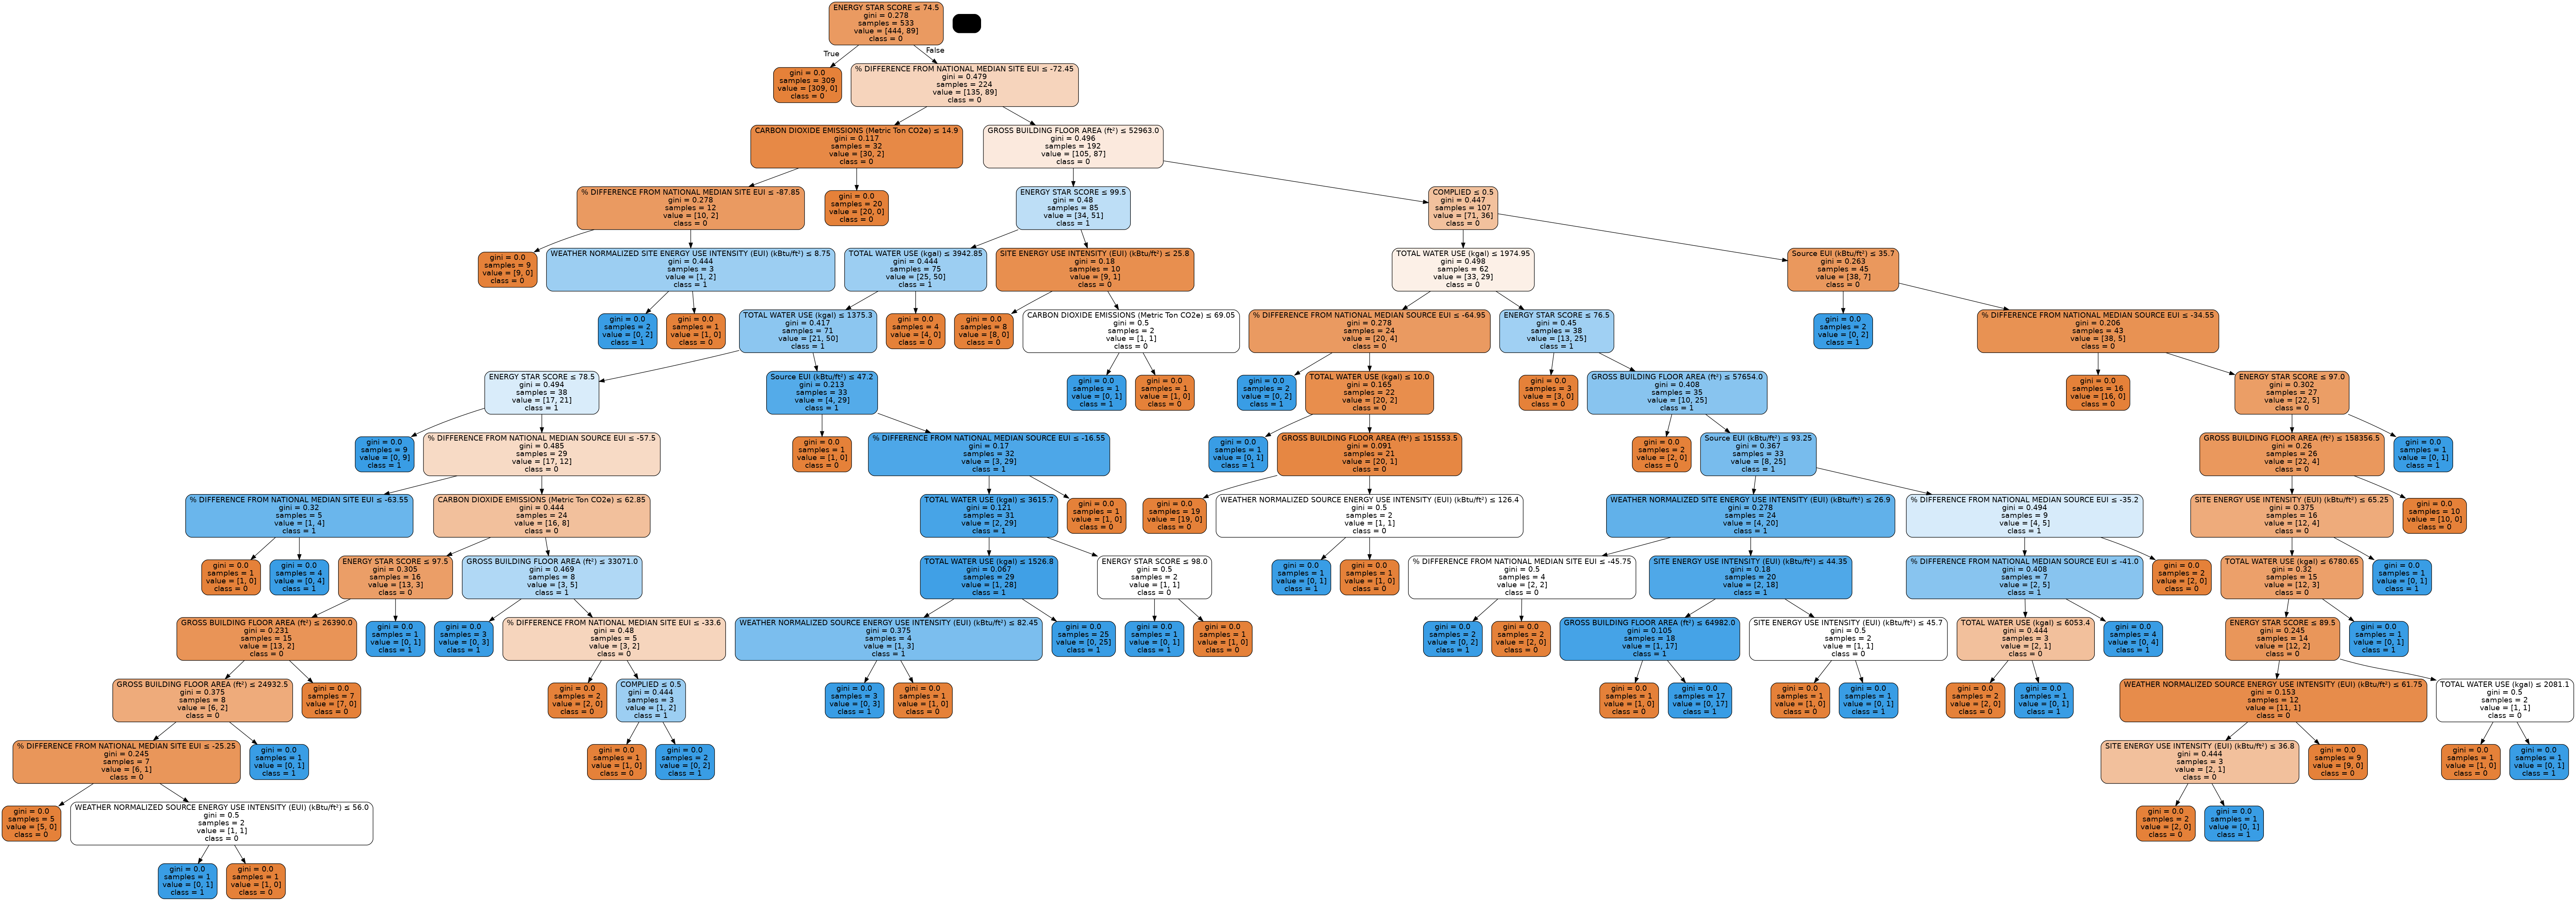 ENERGY STAR SCORE ≤ 74.5
gini = 0.278
samples = 533
value = [444, 89]
class = 0
True
False
gini = 0.0
samples = 309
value = [309, 0]
class = 0
% DIFFERENCE FROM NATIONAL MEDIAN SITE EUI ≤ -72.45
gini = 0.479
samples = 224
value = [135, 89]
class = 0
CARBON DIOXIDE EMISSIONS (Metric Ton CO2e) ≤ 14.9
gini = 0.117
samples = 32
value = [30, 2]
class = 0
GROSS BUILDING FLOOR AREA (ft²) ≤ 52963.0
gini = 0.496
samples = 192
value = [105, 87]
class = 0
% DIFFERENCE FROM NATIONAL MEDIAN SITE EUI ≤ -87.85
gini = 0.278
samples = 12
value = [10, 2]
class = 0
gini = 0.0
samples = 20
value = [20, 0]
class = 0
ENERGY STAR SCORE ≤ 99.5
gini = 0.48
samples = 85
value = [34, 51]
class = 1
COMPLIED ≤ 0.5
gini = 0.447
samples = 107
value = [71, 36]
class = 0
gini = 0.0
samples = 9
value = [9, 0]
class = 0
WEATHER NORMALIZED SITE ENERGY USE INTENSITY (EUI) (kBtu/ft²) ≤ 8.75
gini = 0.444
samples = 3
value = [1, 2]
class = 1
TOTAL WATER USE (kgal) ≤ 3942.85
gini = 0.444
samples = 75
value = [25, 50]
class = 1
SITE ENERGY USE INTENSITY (EUI) (kBtu/ft²) ≤ 25.8
gini = 0.18
samples = 10
value = [9, 1]
class = 0
TOTAL WATER USE (kgal) ≤ 1974.95
gini = 0.498
samples = 62
value = [33, 29]
class = 0
Source EUI (kBtu/ft²) ≤ 35.7
gini = 0.263
samples = 45
value = [38, 7]
class = 0
gini = 0.0
samples = 2
value = [0, 2]
class = 1
gini = 0.0
samples = 1
value = [1, 0]
class = 0
TOTAL WATER USE (kgal) ≤ 1375.3
gini = 0.417
samples = 71
value = [21, 50]
class = 1
gini = 0.0
samples = 4
value = [4, 0]
class = 0
gini = 0.0
samples = 8
value = [8, 0]
class = 0
CARBON DIOXIDE EMISSIONS (Metric Ton CO2e) ≤ 69.05
gini = 0.5
samples = 2
value = [1, 1]
class = 0
% DIFFERENCE FROM NATIONAL MEDIAN SOURCE EUI ≤ -64.95
gini = 0.278
samples = 24
value = [20, 4]
class = 0
ENERGY STAR SCORE ≤ 76.5
gini = 0.45
samples = 38
value = [13, 25]
class = 1
gini = 0.0
samples = 2
value = [0, 2]
class = 1
% DIFFERENCE FROM NATIONAL MEDIAN SOURCE EUI ≤ -34.55
gini = 0.206
samples = 43
value = [38, 5]
class = 0
ENERGY STAR SCORE ≤ 78.5
gini = 0.494
samples = 38
value = [17, 21]
class = 1
Source EUI (kBtu/ft²) ≤ 47.2
gini = 0.213
samples = 33
value = [4, 29]
class = 1
gini = 0.0
samples = 1
value = [0, 1]
class = 1
gini = 0.0
samples = 1
value = [1, 0]
class = 0
gini = 0.0
samples = 2
value = [0, 2]
class = 1
TOTAL WATER USE (kgal) ≤ 10.0
gini = 0.165
samples = 22
value = [20, 2]
class = 0
gini = 0.0
samples = 3
value = [3, 0]
class = 0
GROSS BUILDING FLOOR AREA (ft²) ≤ 57654.0
gini = 0.408
samples = 35
value = [10, 25]
class = 1
gini = 0.0
samples = 16
value = [16, 0]
class = 0
ENERGY STAR SCORE ≤ 97.0
gini = 0.302
samples = 27
value = [22, 5]
class = 0
gini = 0.0
samples = 9
value = [0, 9]
class = 1
% DIFFERENCE FROM NATIONAL MEDIAN SOURCE EUI ≤ -57.5
gini = 0.485
samples = 29
value = [17, 12]
class = 0
gini = 0.0
samples = 1
value = [1, 0]
class = 0
% DIFFERENCE FROM NATIONAL MEDIAN SOURCE EUI ≤ -16.55
gini = 0.17
samples = 32
value = [3, 29]
class = 1
gini = 0.0
samples = 1
value = [0, 1]
class = 1
GROSS BUILDING FLOOR AREA (ft²) ≤ 151553.5
gini = 0.091
samples = 21
value = [20, 1]
class = 0
gini = 0.0
samples = 2
value = [2, 0]
class = 0
Source EUI (kBtu/ft²) ≤ 93.25
gini = 0.367
samples = 33
value = [8, 25]
class = 1
GROSS BUILDING FLOOR AREA (ft²) ≤ 158356.5
gini = 0.26
samples = 26
value = [22, 4]
class = 0
gini = 0.0
samples = 1
value = [0, 1]
class = 1
% DIFFERENCE FROM NATIONAL MEDIAN SITE EUI ≤ -63.55
gini = 0.32
samples = 5
value = [1, 4]
class = 1
CARBON DIOXIDE EMISSIONS (Metric Ton CO2e) ≤ 62.85
gini = 0.444
samples = 24
value = [16, 8]
class = 0
TOTAL WATER USE (kgal) ≤ 3615.7
gini = 0.121
samples = 31
value = [2, 29]
class = 1
gini = 0.0
samples = 1
value = [1, 0]
class = 0
gini = 0.0
samples = 19
value = [19, 0]
class = 0
WEATHER NORMALIZED SOURCE ENERGY USE INTENSITY (EUI) (kBtu/ft²) ≤ 126.4
gini = 0.5
samples = 2
value = [1, 1]
class = 0
WEATHER NORMALIZED SITE ENERGY USE INTENSITY (EUI) (kBtu/ft²) ≤ 26.9
gini = 0.278
samples = 24
value = [4, 20]
class = 1
% DIFFERENCE FROM NATIONAL MEDIAN SOURCE EUI ≤ -35.2
gini = 0.494
samples = 9
value = [4, 5]
class = 1
SITE ENERGY USE INTENSITY (EUI) (kBtu/ft²) ≤ 65.25
gini = 0.375
samples = 16
value = [12, 4]
class = 0
gini = 0.0
samples = 10
value = [10, 0]
class = 0
gini = 0.0
samples = 1
value = [1, 0]
class = 0
gini = 0.0
samples = 4
value = [0, 4]
class = 1
ENERGY STAR SCORE ≤ 97.5
gini = 0.305
samples = 16
value = [13, 3]
class = 0
GROSS BUILDING FLOOR AREA (ft²) ≤ 33071.0
gini = 0.469
samples = 8
value = [3, 5]
class = 1
TOTAL WATER USE (kgal) ≤ 1526.8
gini = 0.067
samples = 29
value = [1, 28]
class = 1
ENERGY STAR SCORE ≤ 98.0
gini = 0.5
samples = 2
value = [1, 1]
class = 0
gini = 0.0
samples = 1
value = [0, 1]
class = 1
gini = 0.0
samples = 1
value = [1, 0]
class = 0
% DIFFERENCE FROM NATIONAL MEDIAN SITE EUI ≤ -45.75
gini = 0.5
samples = 4
value = [2, 2]
class = 0
SITE ENERGY USE INTENSITY (EUI) (kBtu/ft²) ≤ 44.35
gini = 0.18
samples = 20
value = [2, 18]
class = 1
% DIFFERENCE FROM NATIONAL MEDIAN SOURCE EUI ≤ -41.0
gini = 0.408
samples = 7
value = [2, 5]
class = 1
gini = 0.0
samples = 2
value = [2, 0]
class = 0
TOTAL WATER USE (kgal) ≤ 6780.65
gini = 0.32
samples = 15
value = [12, 3]
class = 0
gini = 0.0
samples = 1
value = [0, 1]
class = 1
GROSS BUILDING FLOOR AREA (ft²) ≤ 26390.0
gini = 0.231
samples = 15
value = [13, 2]
class = 0
gini = 0.0
samples = 1
value = [0, 1]
class = 1
gini = 0.0
samples = 3
value = [0, 3]
class = 1
% DIFFERENCE FROM NATIONAL MEDIAN SITE EUI ≤ -33.6
gini = 0.48
samples = 5
value = [3, 2]
class = 0
WEATHER NORMALIZED SOURCE ENERGY USE INTENSITY (EUI) (kBtu/ft²) ≤ 82.45
gini = 0.375
samples = 4
value = [1, 3]
class = 1
gini = 0.0
samples = 25
value = [0, 25]
class = 1
gini = 0.0
samples = 1
value = [0, 1]
class = 1
gini = 0.0
samples = 1
value = [1, 0]
class = 0
gini = 0.0
samples = 2
value = [0, 2]
class = 1
gini = 0.0
samples = 2
value = [2, 0]
class = 0
GROSS BUILDING FLOOR AREA (ft²) ≤ 64982.0
gini = 0.105
samples = 18
value = [1, 17]
class = 1
SITE ENERGY USE INTENSITY (EUI) (kBtu/ft²) ≤ 45.7
gini = 0.5
samples = 2
value = [1, 1]
class = 0
TOTAL WATER USE (kgal) ≤ 6053.4
gini = 0.444
samples = 3
value = [2, 1]
class = 0
gini = 0.0
samples = 4
value = [0, 4]
class = 1
ENERGY STAR SCORE ≤ 89.5
gini = 0.245
samples = 14
value = [12, 2]
class = 0
gini = 0.0
samples = 1
value = [0, 1]
class = 1
GROSS BUILDING FLOOR AREA (ft²) ≤ 24932.5
gini = 0.375
samples = 8
value = [6, 2]
class = 0
gini = 0.0
samples = 7
value = [7, 0]
class = 0
gini = 0.0
samples = 2
value = [2, 0]
class = 0
COMPLIED ≤ 0.5
gini = 0.444
samples = 3
value = [1, 2]
class = 1
gini = 0.0
samples = 3
value = [0, 3]
class = 1
gini = 0.0
samples = 1
value = [1, 0]
class = 0
gini = 0.0
samples = 1
value = [1, 0]
class = 0
gini = 0.0
samples = 17
value = [0, 17]
class = 1
gini = 0.0
samples = 1
value = [1, 0]
class = 0
gini = 0.0
samples = 1
value = [0, 1]
class = 1
gini = 0.0
samples = 2
value = [2, 0]
class = 0
gini = 0.0
samples = 1
value = [0, 1]
class = 1
WEATHER NORMALIZED SOURCE ENERGY USE INTENSITY (EUI) (kBtu/ft²) ≤ 61.75
gini = 0.153
samples = 12
value = [11, 1]
class = 0
TOTAL WATER USE (kgal) ≤ 2081.1
gini = 0.5
samples = 2
value = [1, 1]
class = 0
% DIFFERENCE FROM NATIONAL MEDIAN SITE EUI ≤ -25.25
gini = 0.245
samples = 7
value = [6, 1]
class = 0
gini = 0.0
samples = 1
value = [0, 1]
class = 1
gini = 0.0
samples = 1
value = [1, 0]
class = 0
gini = 0.0
samples = 2
value = [0, 2]
class = 1
SITE ENERGY USE INTENSITY (EUI) (kBtu/ft²) ≤ 36.8
gini = 0.444
samples = 3
value = [2, 1]
class = 0
gini = 0.0
samples = 9
value = [9, 0]
class = 0
gini = 0.0
samples = 1
value = [1, 0]
class = 0
gini = 0.0
samples = 1
value = [0, 1]
class = 1
gini = 0.0
samples = 5
value = [5, 0]
class = 0
WEATHER NORMALIZED SOURCE ENERGY USE INTENSITY (EUI) (kBtu/ft²) ≤ 56.0
gini = 0.5
samples = 2
value = [1, 1]
class = 0
gini = 0.0
samples = 2
value = [2, 0]
class = 0
gini = 0.0
samples = 1
value = [0, 1]
class = 1
gini = 0.0
samples = 1
value = [0, 1]
class = 1
gini = 0.0
samples = 1
value = [1, 0]
class = 0